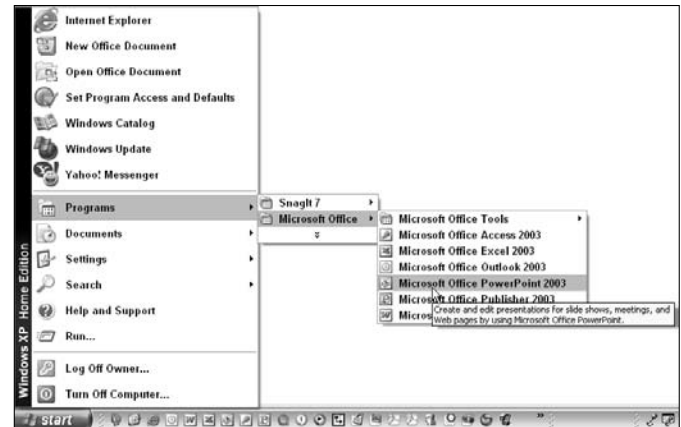 Internet Explorer
New Office Document
Open Office Document
Set Program Access and Defaults
Windows Catalog
Windows Update
Yahoo! Messenger
Programs
Documents
Settings
Search
Help and Support
Run...
Log Off Owner...
Turn Off Computer...
Windows XP Home Edition
SnagIt 7
Microsoft Office
Microsoft Office Tools
Microsoft Office Access 2003
Microsoft Office Excel 2003
Microsoft Office Outlook 2003
Microsoft Office PowerPoint 2003
Microsoft Office Publisher 2003
Micros
Create and edit presentations for slide shows, meetings, and
Web pages by using Microsoft Office PowerPoint.
start